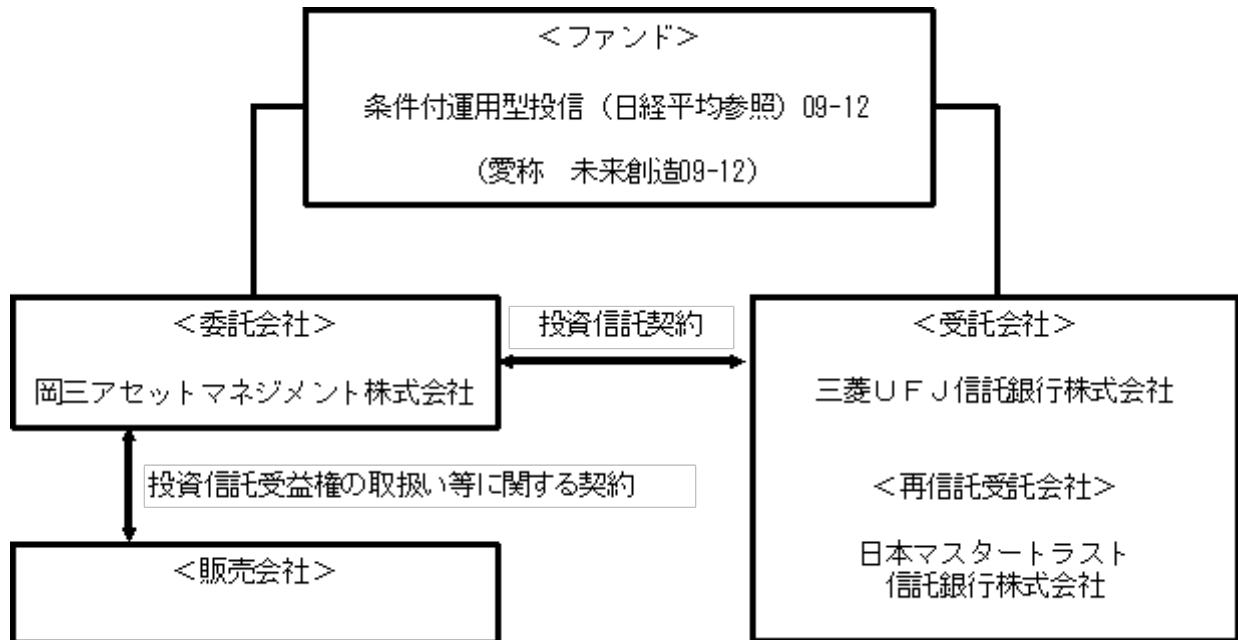 ＜ファンド＞
条件付運用型投信（日経平均参照）09-12
（愛称　未来創造09-12）
＜委託会社＞
岡三アセットマネジメント株式会社
投資信託契約
＜受託会社＞
三菱ＵＦＪ信託銀行株式会社
＜再信託受託会社＞
日本マスタートラスト
信託銀行株式会社
投資信託受益権の取扱い等に関する契約
＜販売会社＞